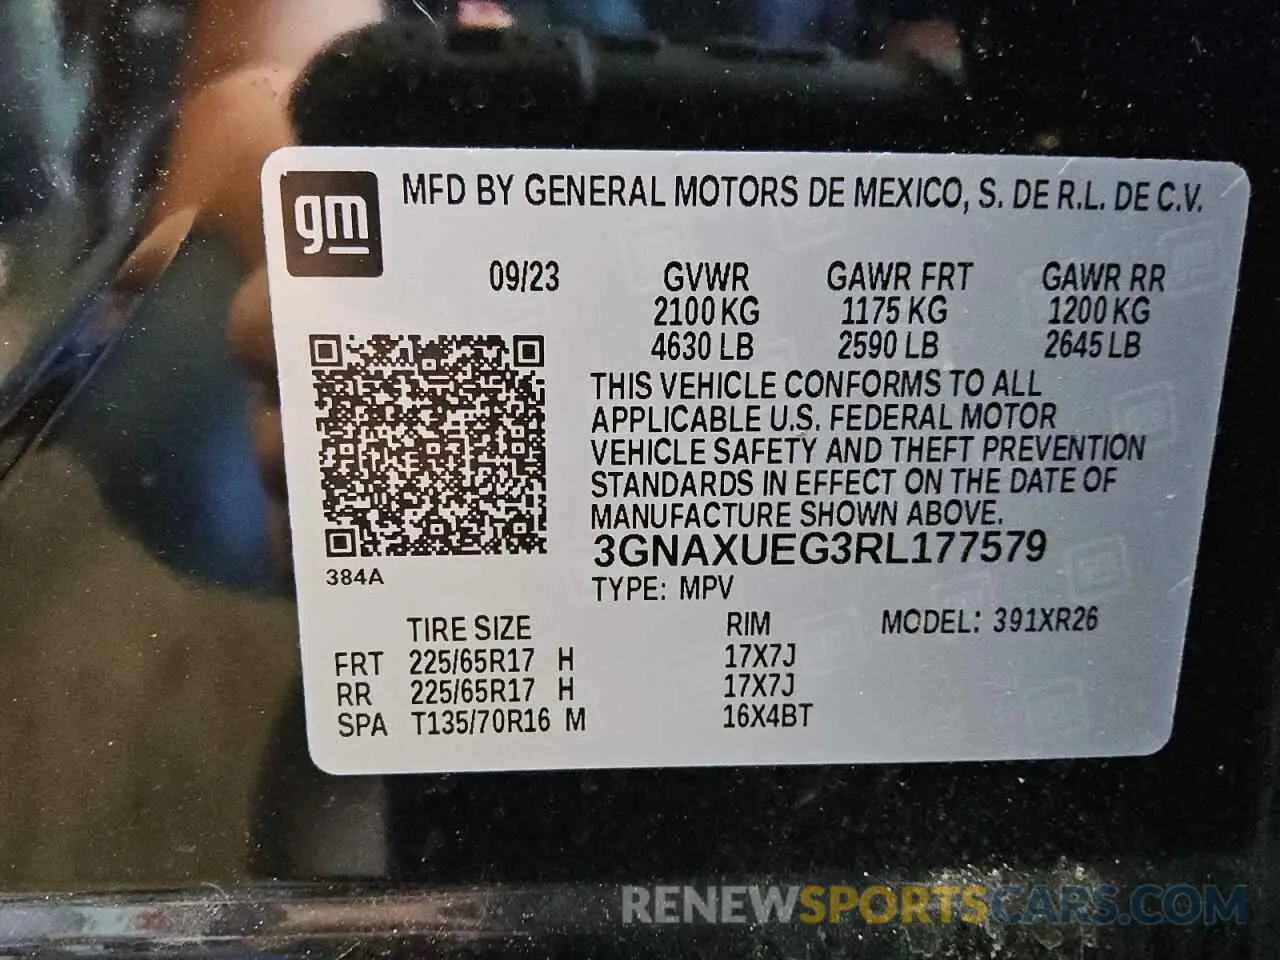 gm
MFD BY GENERAL MOTORS DE MEXICO, S. DE R.L. DE C.V.
09/23 GVWR GAWR FRT GAWR RR
2100 KG 1175 KG 1200 KG
4630 LB 2590 LB 2645 LB
THIS VEHICLE CONFORMS TO ALL
APPLICABLE U.S. FEDERAL MOTOR
VEHICLE SAFETY AND THEFT PREVENTION
STANDARDS IN EFFECT ON THE DATE OF
MANUFACTURE SHOWN ABOVE.
3GNAXUEG3RL177579
384A
TYPE: MPV
TIRE SIZE RIM MODEL: 391XR26
FRT 225/65R17 H 17X7J
RR 225/65R17 H 17X7J
SPA T135/70R16 M 16X4BT
RENEWSPORTSCARS.COM